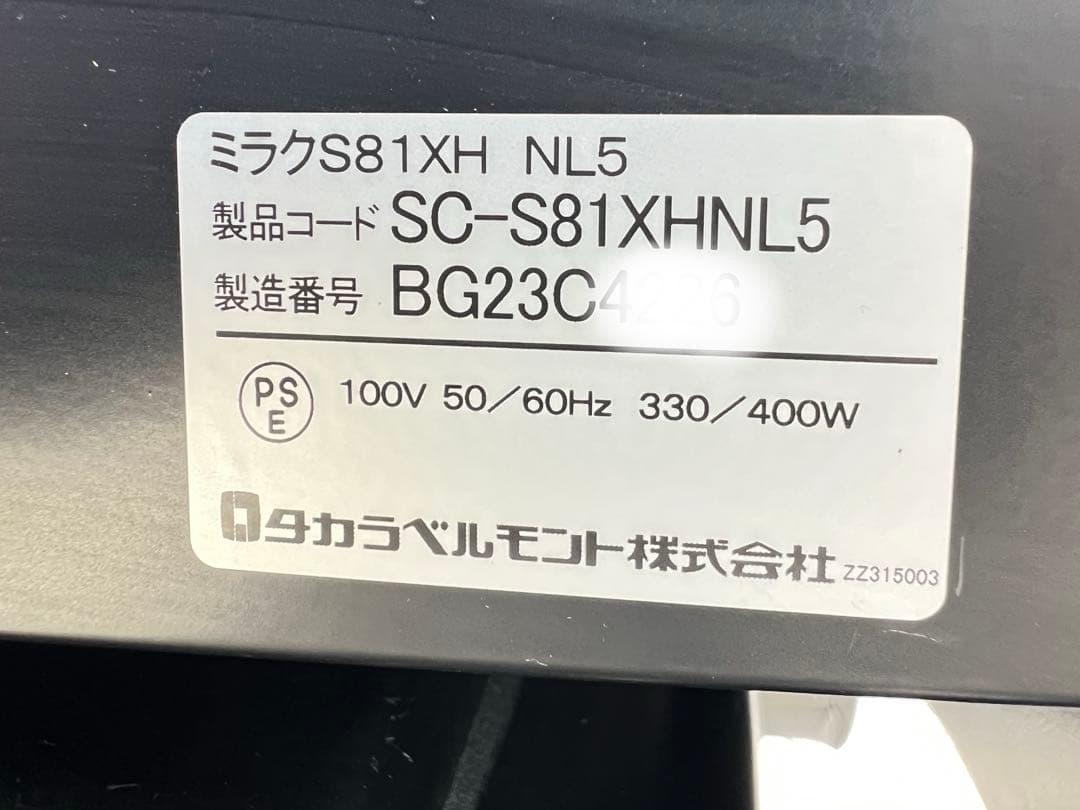 ミラクS81XH NL5
製品コード SC-S81XHNL5
製造番号 BG23C4
PS
E
100V 50/60Hz 330/400W
タカラベルモント株式会社 ZZ315003